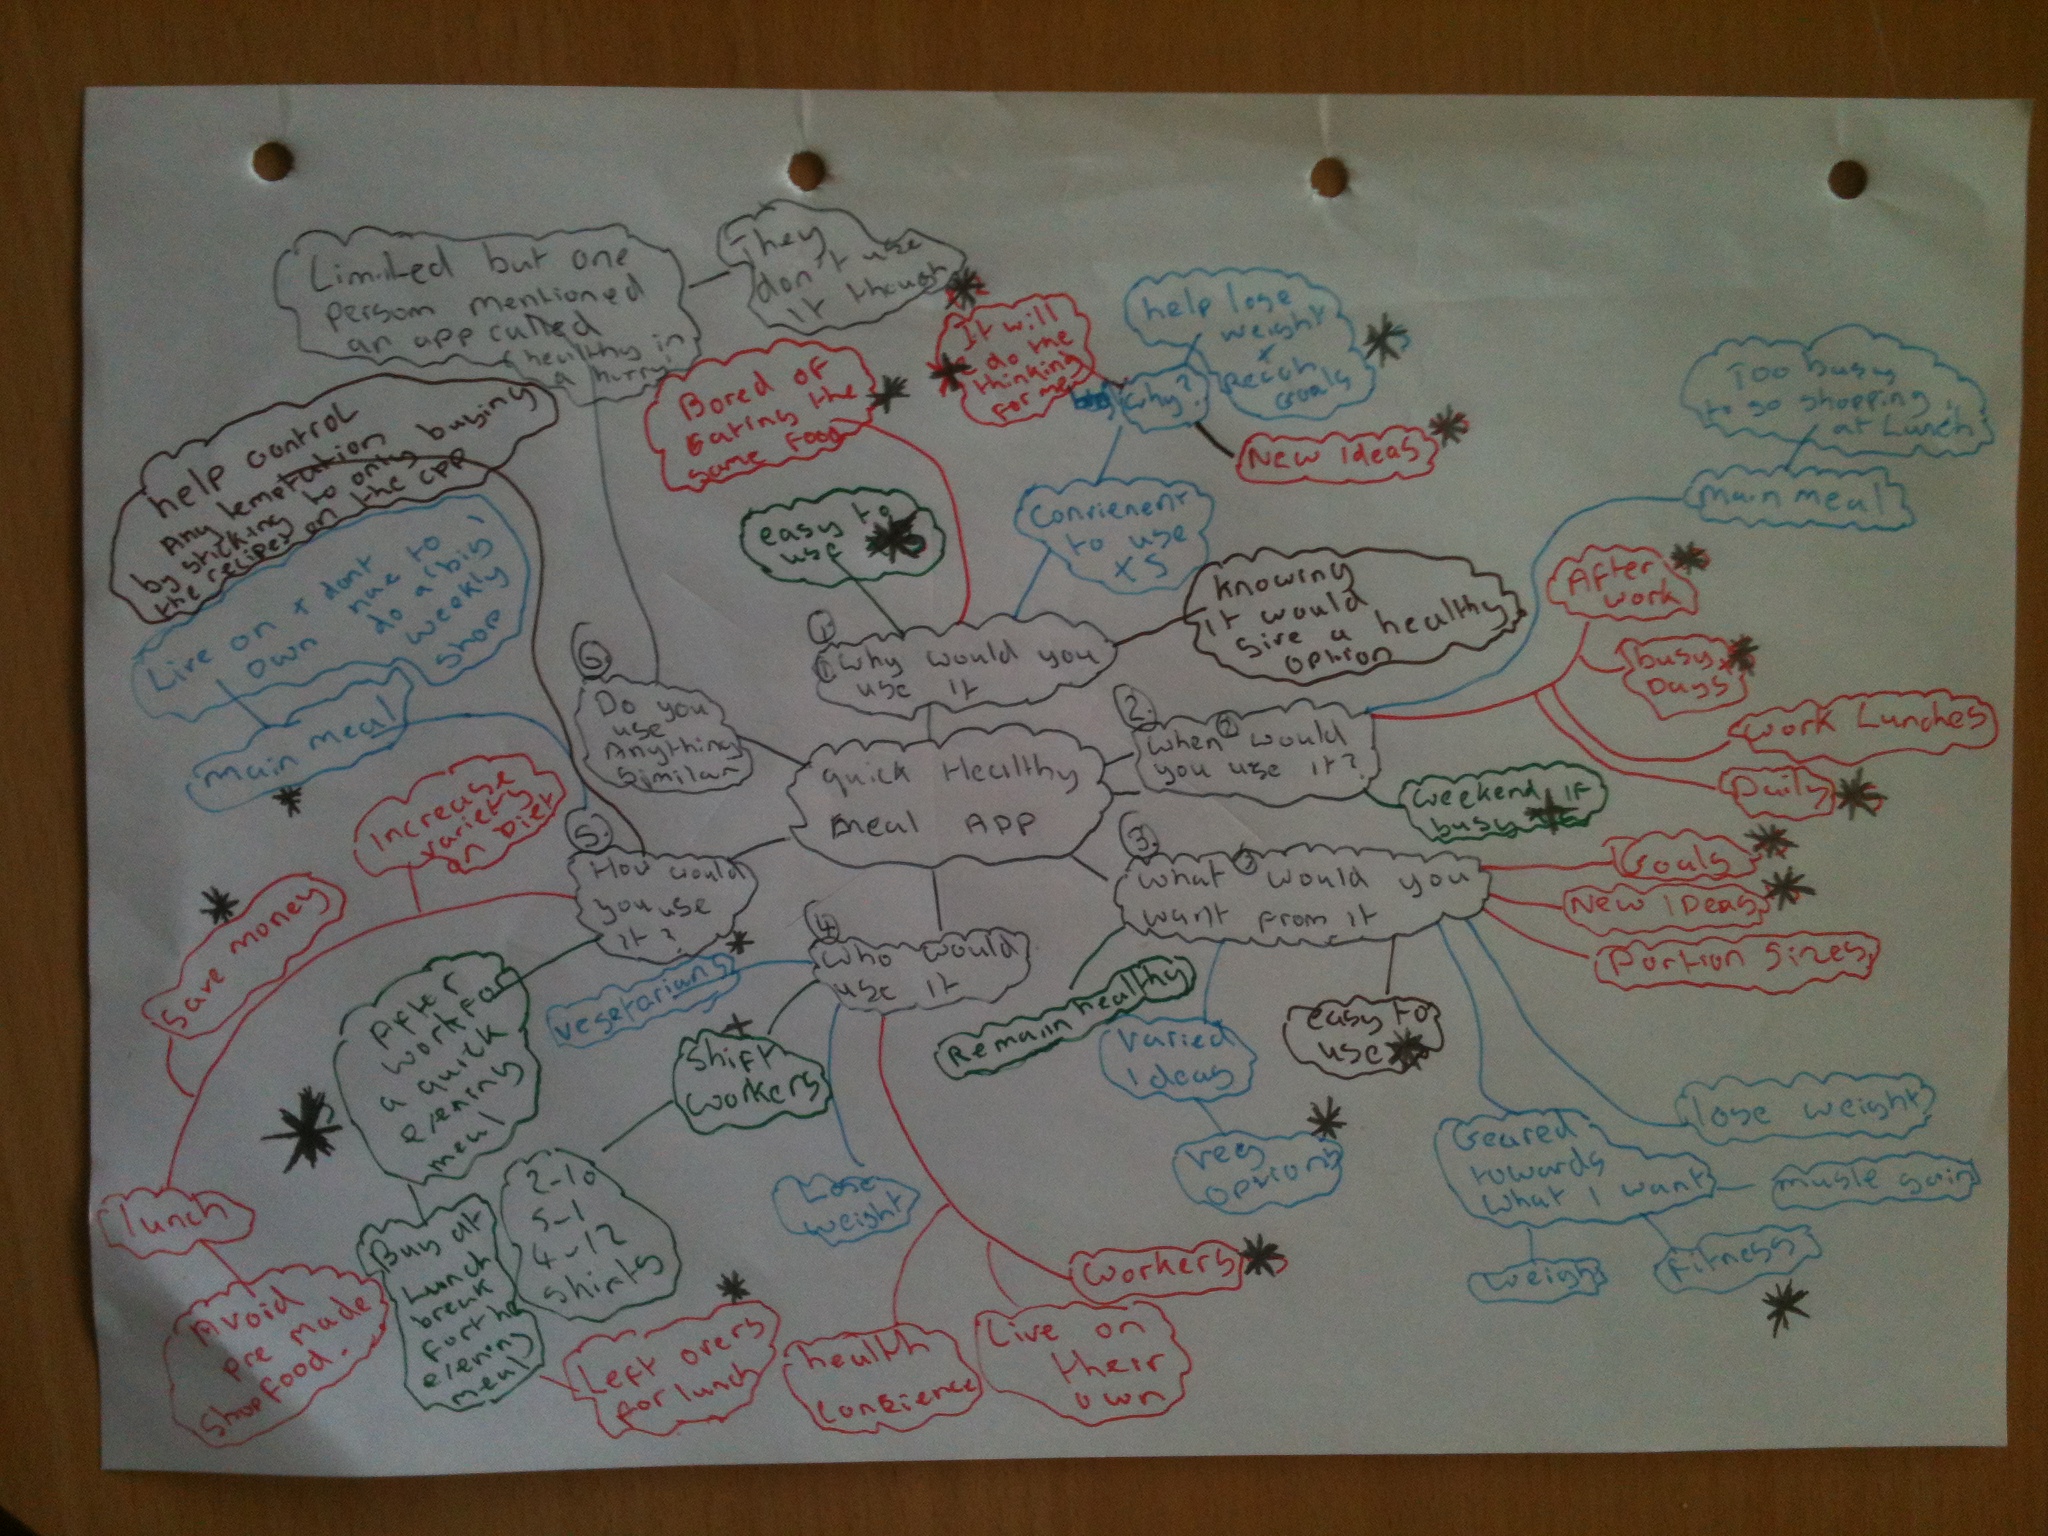 Limited but one
person mentioned
an app called
'healthy in
a hurry'
They
don't use
it though
help control
Any temptation buying
by sticking to only
the recipes on the app
Live on + dont
own have to
do a 'big'
weekly
shop
main meal
Bored of
Eating the
same food
easy to
use
It will
do the
thinking
for me
why?
help lose
weight
+
reach
Goals
New Ideas
Convienent
to use
x 5
Knowing
it would
give a healthy
option
Too busy
to go shopping
at Lunch
main meal
After
work
busy
Days
Work Lunches
Daily
Weekend if
busy
6.
Do you
use
Anything
Similar
1.
Why would you
use it
2.
When would
you use it?
quick Healthy
Meal APP
3.
What would you
want from it
Goals
New IDeas
Portion Sizes
5.
How would
you use
it?
4
Who would
use it
Increase
variety
on Diet
Save money
lunch
Avoid
pre made
shop food.
After
work for
a quick
evening
meal
Buy at
Lunch
break
for the
evening
meal
Left overs
for lunch
vegetarians
Shift
workers
2-10
5-1
4-12
Shifts
Lose
weight
health
Conscience
Live on
their
own
Workers
Remain healthy
Varied
Ideas
veg
options
easy to
use
Geared
towards
what I want
lose weight
musle gain
fitness
weigh